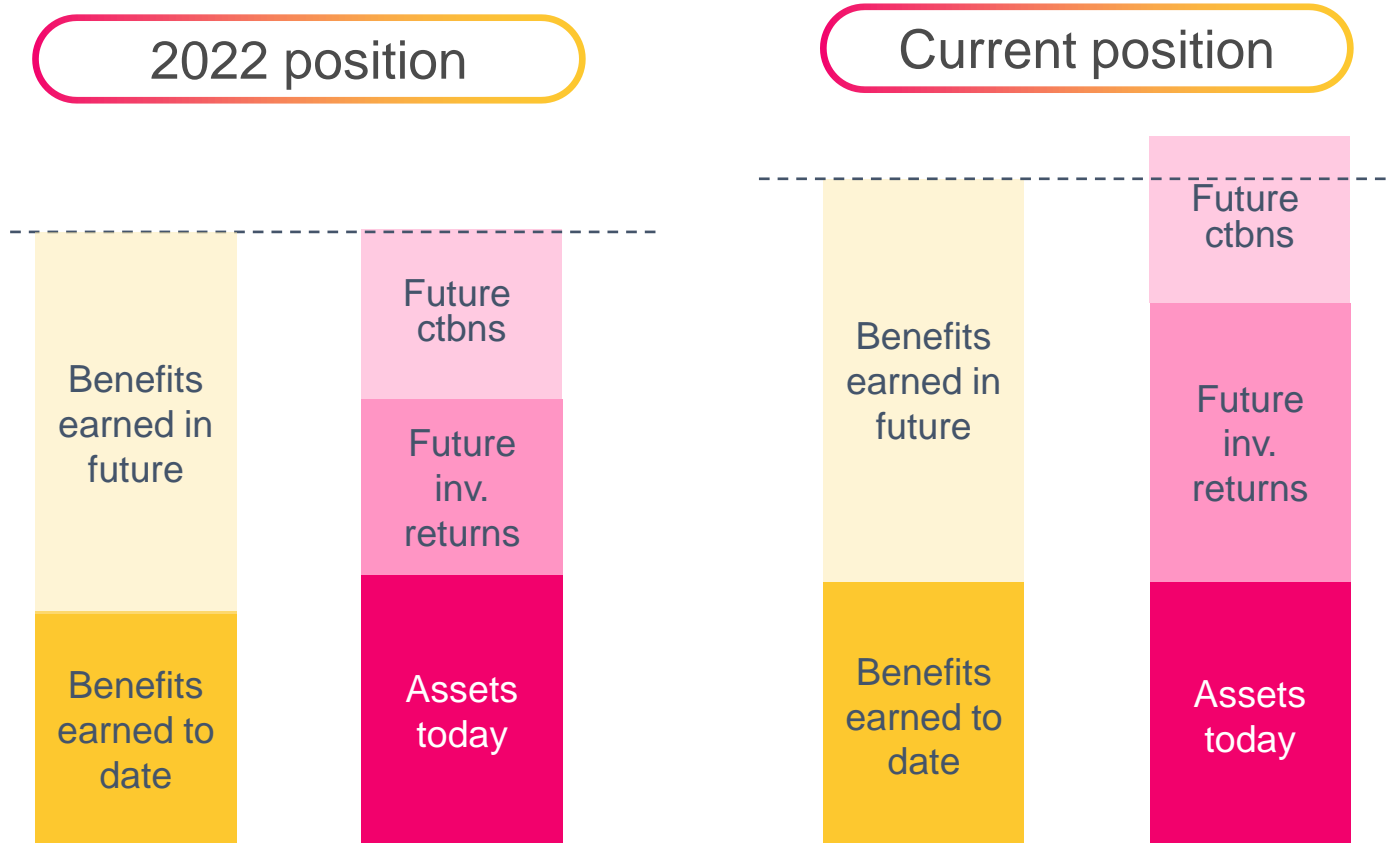 2022 position
Benefits
earned in
future
Benefits
earned to
date
Future
ctbns
Future
inv.
returns
Assets
today
Current position
Benefits
earned in
future
Benefits
earned to
date
Future
ctbns
Future
inv.
returns
Assets
today